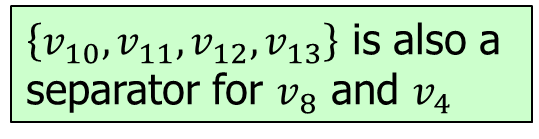 {v₁₀, v₁₁, v₁₂, v₁₃} is also a
separator for v₈ and v₄